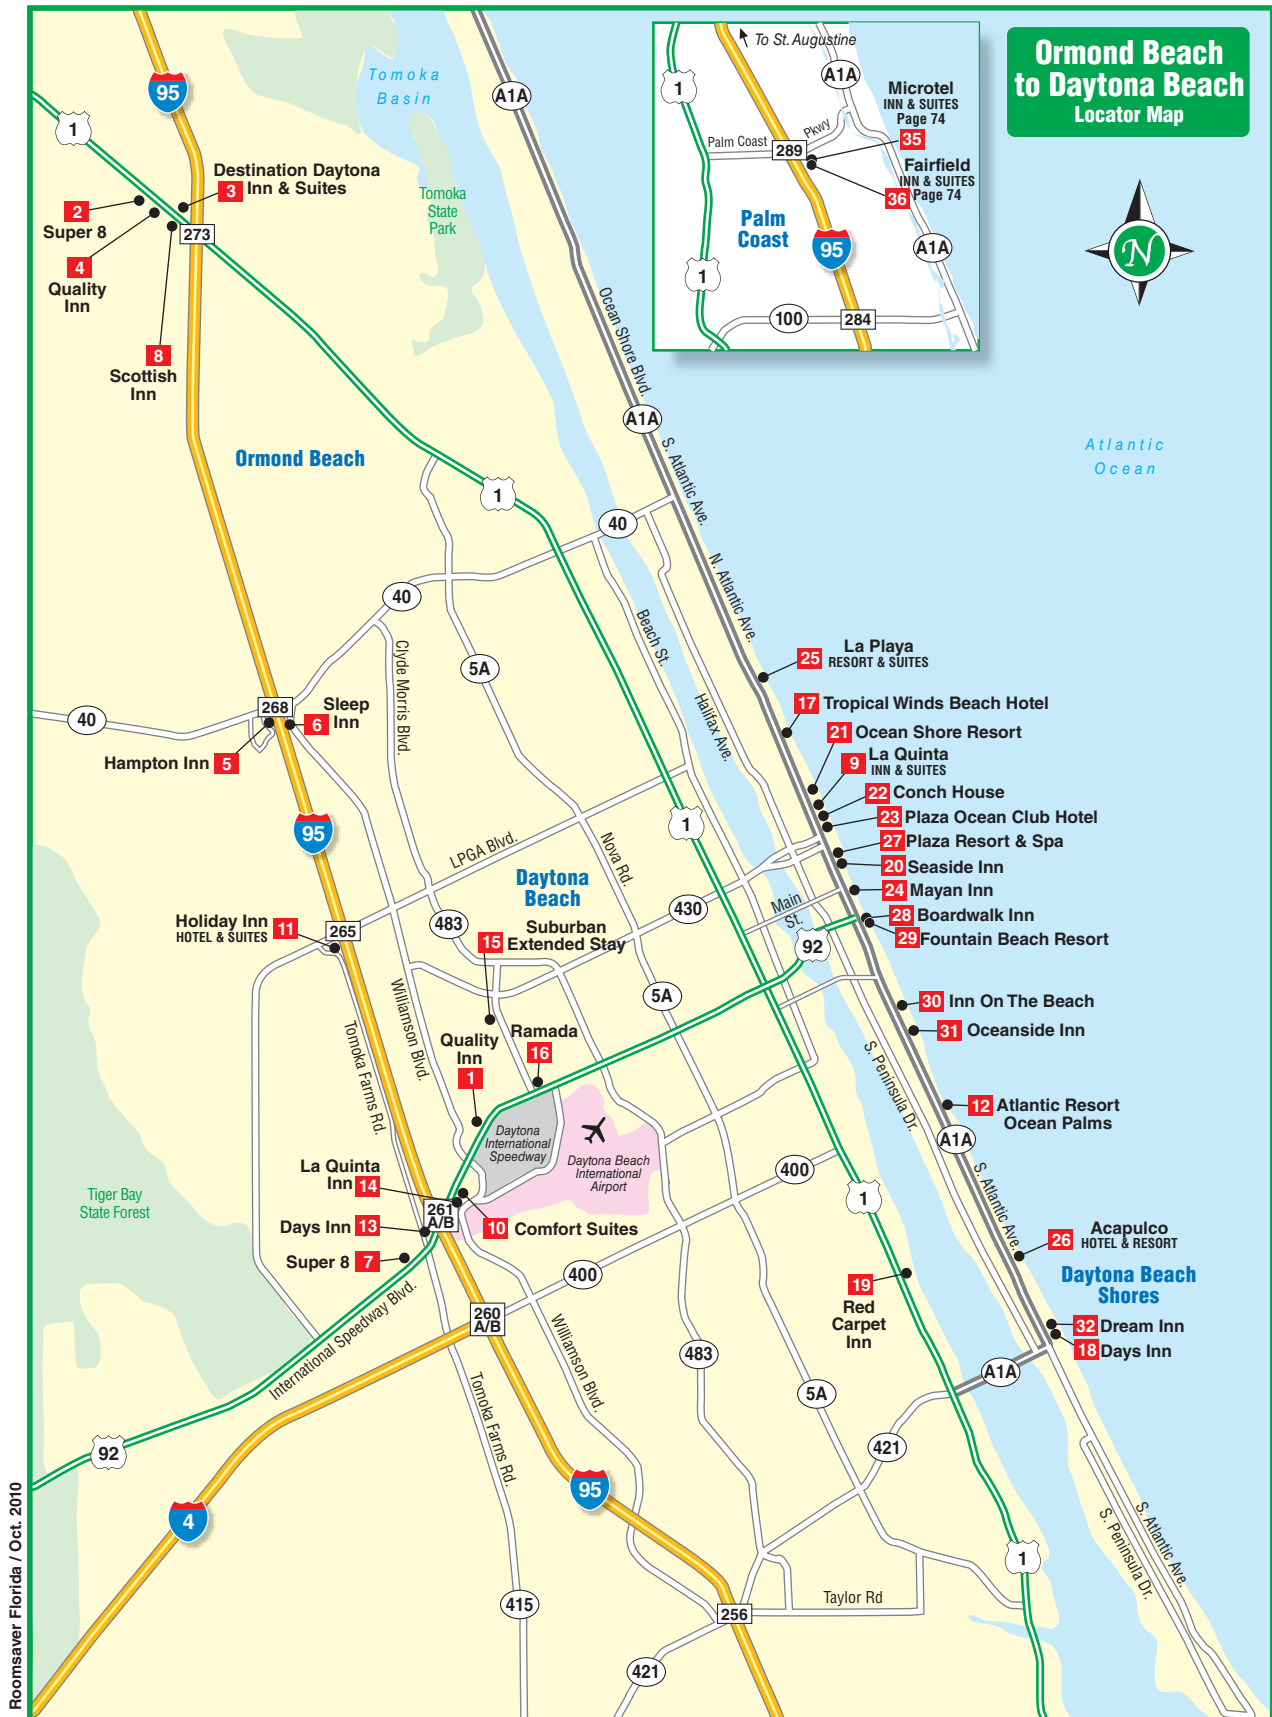 Ormond Beach
to Daytona Beach
Locator Map
To St. Augustine
A1A
1
Microtel
INN & SUITES
Page 74
35
Palm Coast Pkwy
289
Fairfield
INN & SUITES
Page 74
36
Palm
Coast
95
A1A
1
100
284
N
95
Tomoka
Basin
A1A
1
Destination Daytona
Inn & Suites
3
2
Super 8
273
4
Quality
Inn
Tomoka
State
Park
8
Scottish
Inn
Ocean Shore Blvd.
A1A
Atlantic
Ocean
Ormond Beach
S. Atlantic Ave.
1
40
N. Atlantic Ave.
40
Beach St.
Clyde Morris Blvd.
5A
La Playa
RESORT & SUITES
25
Halifax Ave.
268
Sleep
Inn
6
40
Hampton Inn
5
17
Tropical Winds Beach Hotel
21
Ocean Shore Resort
9
La Quinta
INN & SUITES
22
Conch House
23
Plaza Ocean Club Hotel
95
1
LPGA Blvd.
Nova Rd.
27
Plaza Resort & Spa
20
Seaside Inn
24
Mayan Inn
Daytona
Beach
430
Main
St.
28
Boardwalk Inn
29
Fountain Beach Resort
Holiday Inn
HOTEL & SUITES
11
265
483
15
Suburban
Extended Stay
92
5A
30
Inn On The Beach
31
Oceanside Inn
Williamson Blvd.
Tomoka Farms Rd.
Quality
Inn
1
Ramada
16
S. Peninsula Dr.
12
Atlantic Resort
Ocean Palms
A1A
Daytona
International
Speedway
Daytona Beach
International
Airport
400
S. Atlantic Ave.
1
La Quinta
Inn
14
Tiger Bay
State Forest
261
A/B
Days Inn
13
10
Comfort Suites
Super 8
7
26
Acapulco
HOTEL & RESORT
Daytona Beach
Shores
400
19
Red
Carpet
Inn
International Speedway Blvd.
260
A/B
Williamson Blvd.
32
Dream Inn
18
Days Inn
483
A1A
5A
Tomoka Farms Rd.
92
421
95
4
S. Atlantic Ave.
S. Peninsula Dr.
1
415
Taylor Rd
256
421
Roomsaver Florida / Oct. 2010